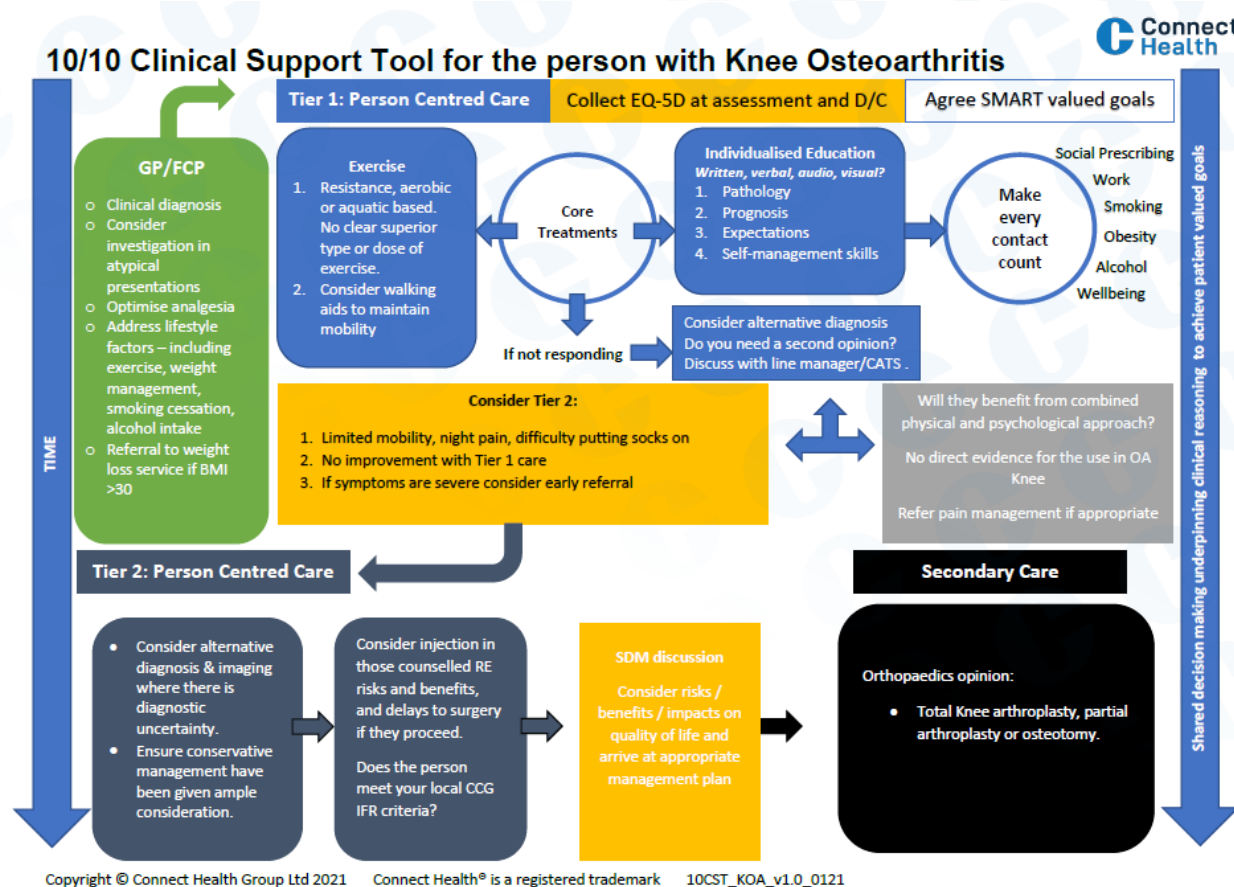 Connect
Health
10/10 Clinical Support Tool for the person with Knee Osteoarthritis
Tier 1: Person Centred Care
Collect EQ-5D at assessment and D/C
Agree SMART valued goals
TIME
GP/FCP
o Clinical diagnosis
o Consider
investigation in
atypical
presentations
o Optimise analgesia
o Address lifestyle
factors – including
exercise, weight
management,
smoking cessation,
alcohol intake
o Referral to weight
loss service if BMI
>30
Exercise
1. Resistance, aerobic
or aquatic based.
No clear superior
type or dose of
exercise.
2. Consider walking
aids to maintain
mobility
Core
Treatments
Individualised Education
Written, verbal, audio, visual?
1. Pathology
2. Prognosis
3. Expectations
4. Self-management skills
Make
every
contact
count
Social Prescribing
Work
Smoking
Obesity
Alcohol
Wellbeing
If not responding
Consider alternative diagnosis
Do you need a second opinion?
Discuss with line manager/CATS .
Consider Tier 2:
1. Limited mobility, night pain, difficulty putting socks on
2. No improvement with Tier 1 care
3. If symptoms are severe consider early referral
Will they benefit from combined
physical and psychological approach?
No direct evidence for the use in OA
Knee
Refer pain management if appropriate
Shared decision making underpinning clinical reasoning to achieve patient valued goals
Tier 2: Person Centred Care
Secondary Care
• Consider alternative
diagnosis & imaging
where there is
diagnostic
uncertainty.
• Ensure conservative
management have
been given ample
consideration.
Consider injection in
those counselled RE
risks and benefits,
and delays to surgery
if they proceed.
Does the person
meet your local CCG
IFR criteria?
SDM discussion
Consider risks /
benefits / impacts on
quality of life and
arrive at appropriate
management plan
Orthopaedics opinion:
• Total Knee arthroplasty, partial
arthroplasty or osteotomy.
Copyright © Connect Health Group Ltd 2021 Connect Health® is a registered trademark 10CST_KOA_v1.0_0121